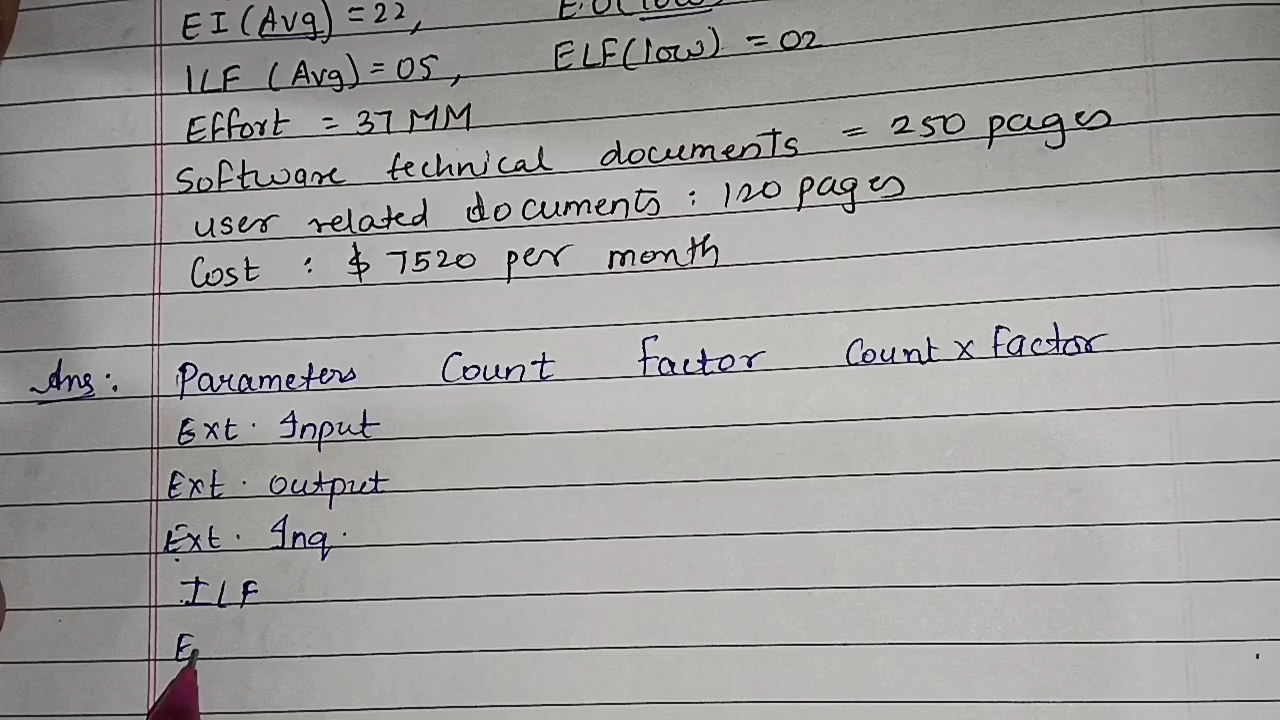 EI (Avg) = 22,
ILF (Avg) = 05, ELF (low) = 02
Effort = 37 MM
Software technical documents = 250 pages
user related documents : 120 pages
Cost : $ 7520 per month
Ans : Parameters Count factor Count x factor
Ext. Input
Ext. output
Ext. Inq.
ILF
E